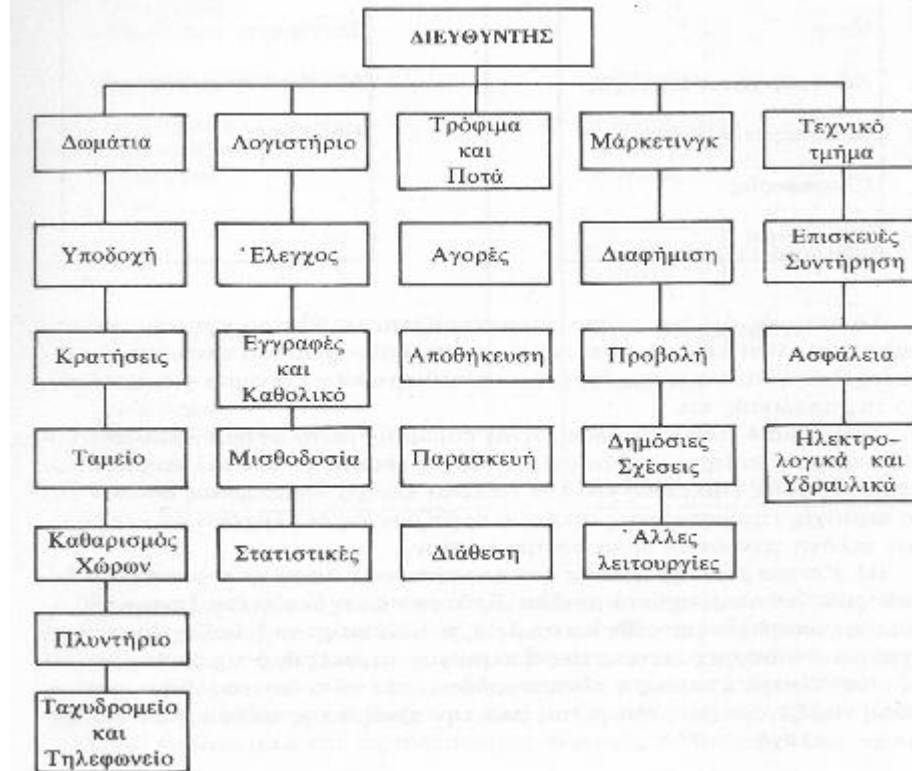 ΔΙΕΥΘΥΝΤΗΣ
Δωμάτια
Λογιστήριο
Τρόφιμα
και
Ποτά
Μάρκετινγκ
Τεχνικό
τμήμα
Υποδοχή
Έλεγχος
Αγορές
Διαφήμιση
Επισκευές
Συντήρηση
Κρατήσεις
Εγγραφές
και
Καθολικό
Αποθήκευση
Προβολή
Ασφάλεια
Ταμείο
Μισθοδοσία
Παρασκευή
Δημόσιες
Σχέσεις
Ηλεκτρο-
λογικά και
Υδραυλικά
Καθαρισμός
Χώρων
Στατιστικές
Διάθεση
Άλλες
λειτουργίες
Πλυντήρια
Ταχυδρομείο
και
Τηλεφωνείο